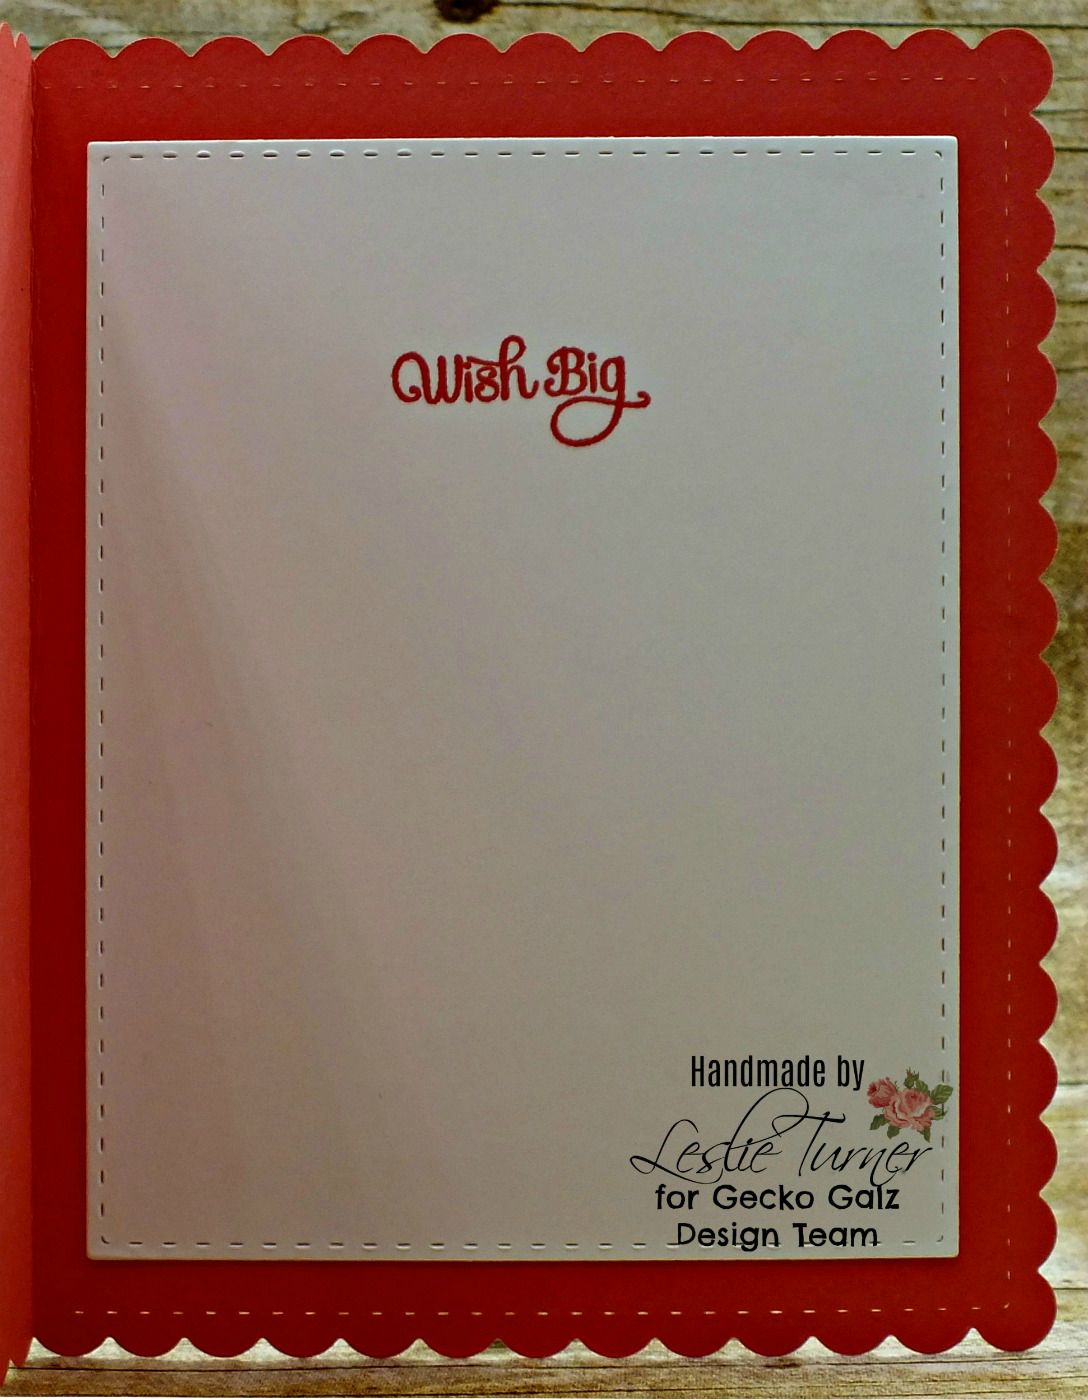 Wish Big
Handmade by
Leslie Turner
for Gecko Galz
Design Team